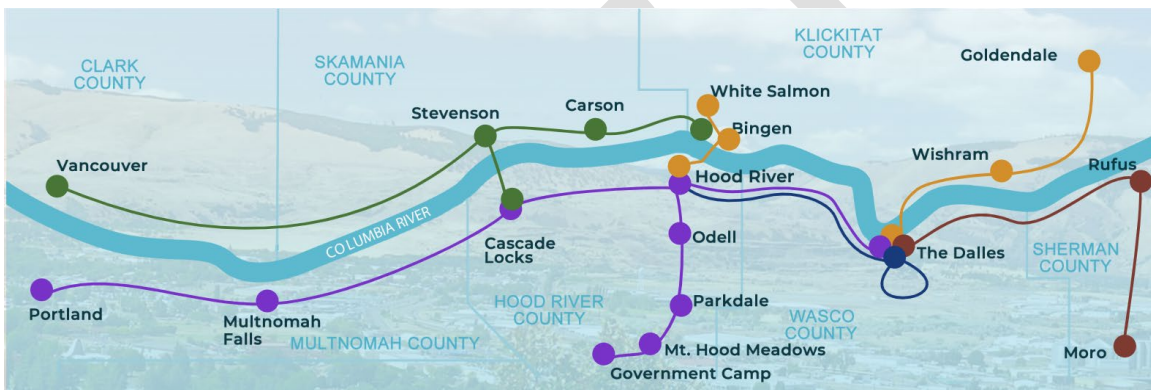 CLARK
COUNTY
SKAMANIA
COUNTY
KLICKITAT
COUNTY
Goldendale
White Salmon
Carson
Stevenson
Bingen
Vancouver
Wishram
Rufus
Hood River
COLUMBIA RIVER
Odell
Cascade
Locks
The Dalles
SHERMAN
COUNTY
Portland
Multnomah
Falls
HOOD RIVER
COUNTY
Parkdale
WASCO
COUNTY
MULTNOMAH COUNTY
Mt. Hood Meadows
Moro
Government Camp